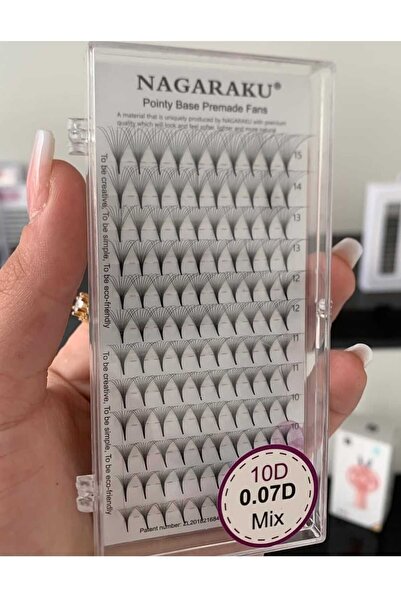 NAGARAKU®
Pointy Base Premade Fans
A material that is uniquely produced by NAGARAKU with premium
quality which will look and feel softer, lighter and more natural
To be creative, To be simple, To be eco-friendly
To be creative, To be simple, To be eco-friendly
15
14
13
13
12
12
11
11
10
10
10D
0.07D
Mix
Patent number: ZL201621684